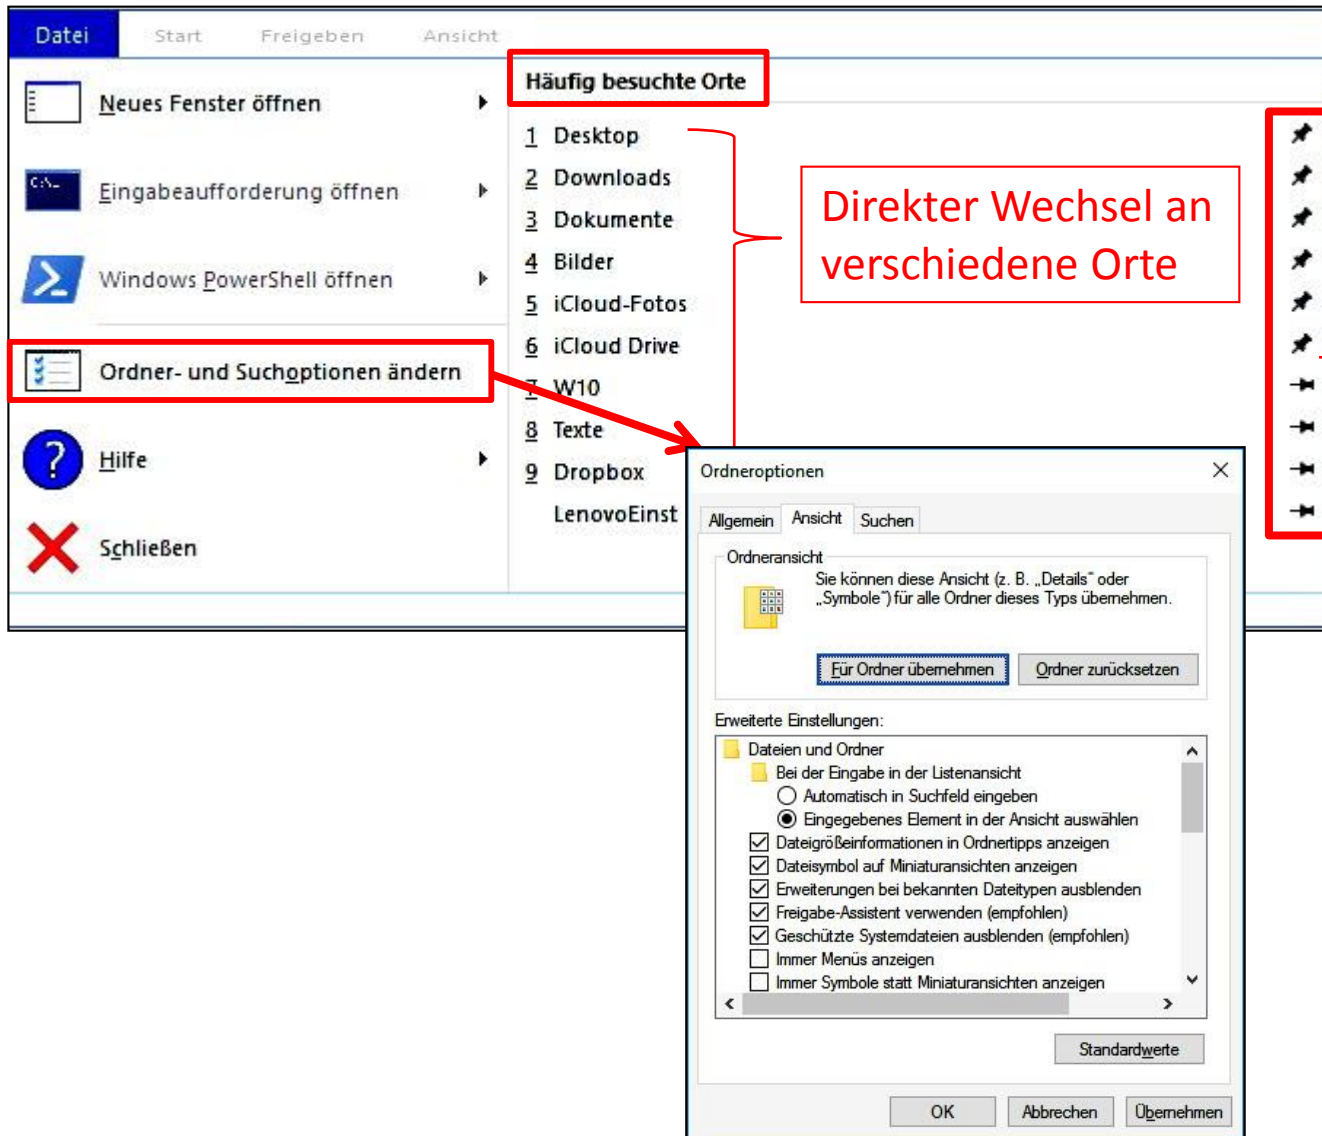 Datei Start Freigeben Ansicht
Neues Fenster öffnen
Eingabeaufforderung öffnen
Windows PowerShell öffnen
Ordner- und Suchoptionen ändern
Hilfe
Schließen
Häufig besuchte Orte
1 Desktop
2 Downloads
3 Dokumente
4 Bilder
5 iCloud-Fotos
6 iCloud Drive
7 W10
8 Texte
9 Dropbox
LenovoEinst
Direkter Wechsel an
verschiedene Orte
Ordneroptionen
Allgemein Ansicht Suchen
Ordneransicht
Sie können diese Ansicht (z. B. „Details“ oder
„Symbole“) für alle Ordner dieses Typs übernehmen.
Für Ordner übernehmen Ordner zurücksetzen
Erweiterte Einstellungen:
Dateien und Ordner
Bei der Eingabe in der Listenansicht
Automatisch in Suchfeld eingeben
Eingegebenes Element in der Ansicht auswählen
Dateigrößeinformationen in Ordnertipps anzeigen
Dateisymbol auf Miniaturansichten anzeigen
Erweiterungen bei bekannten Dateitypen ausblenden
Freigabe-Assistent verwenden (empfohlen)
Geschützte Systemdateien ausblenden (empfohlen)
Immer Menüs anzeigen
Immer Symbole statt Miniaturansichten anzeigen
Standardwerte
OK Abbrechen Übernehmen